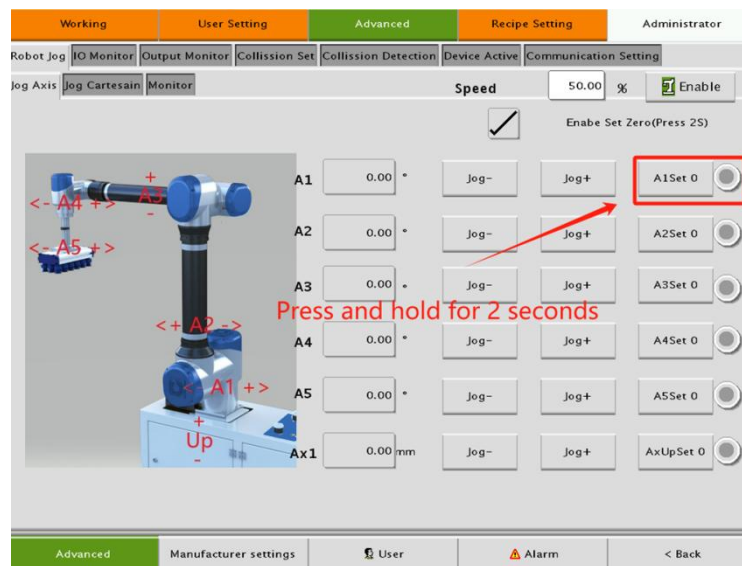 Working User Setting Advanced Recipe Setting Administrator
Robot Jog IO Monitor Output Monitor Collission Set Collission Detection Device Active Communication Setting
Jog Axis Jog Cartesain Monitor Speed 50.00 % Enable
Enabe Set Zero(Press 2S)
A1 0.00 ° Jog- Jog+ A1Set 0
A2 0.00 ° Jog- Jog+ A2Set 0
A3 0.00 ° Jog- Jog+ A3Set 0
Press and hold for 2 seconds
A4 0.00 ° Jog- Jog+ A4Set 0
A5 0.00 ° Jog- Jog+ A5Set 0
Ax1 0.00 mm Jog- Jog+ AxUpSet 0
+
A3
-
<- A4 +>
<- A5 +>
<+ A2 ->
<- A1 +>
+
Up
-
Advanced Manufacturer settings User Alarm < Back